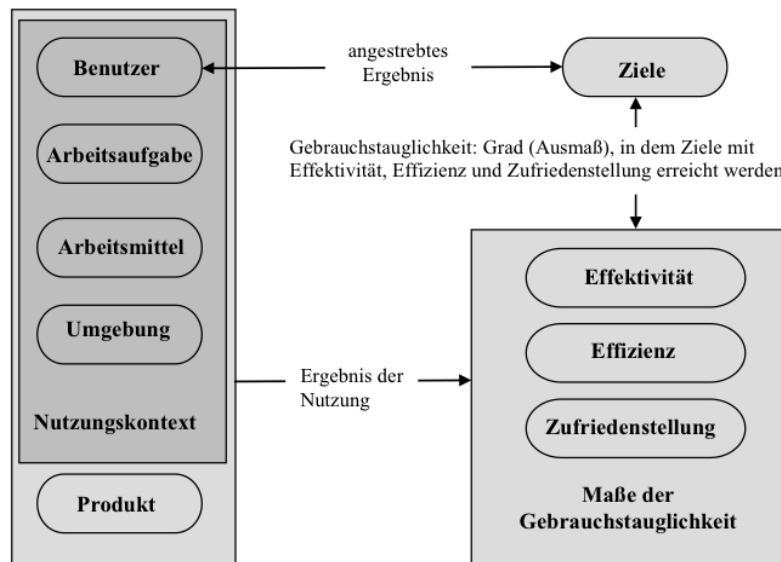 Benutzer
angestrebtes
Ergebnis
Ziele
Arbeitsaufgabe
Gebrauchstauglichkeit: Grad (Ausmaß), in dem Ziele mit
Effektivität, Effizienz und Zufriedenstellung erreicht werden
Arbeitsmittel
Umgebung
Nutzungskontext
Produkt
Ergebnis der
Nutzung
Effektivität
Effizienz
Zufriedenstellung
Maße der
Gebrauchstauglichkeit